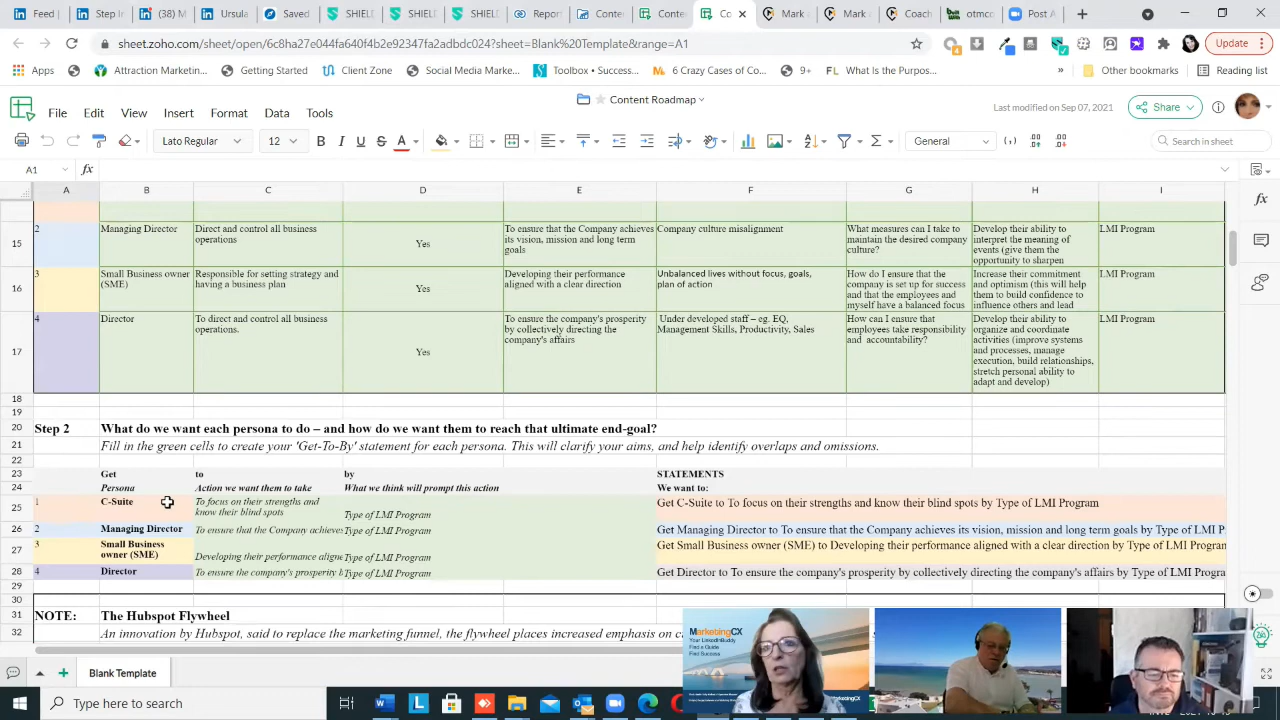 Step
SHIELD
SHIELD
SHIELD
Repor
Conte
Co
Mark
Mark
Coach
sheet.zoho.com/sheet/open/6c8ha27e044fa6cff4b2e92347fa2adbdc024?sheet=Blank%20Template&range=A1
Update
Apps
Attraction Marketin...
Getting Started
Client Zone
Social Media Marke...
Toolbox • Success...
6 Crazy Cases of Co...
9+
FL What Is the Purpos...
»
Other bookmarks
Reading list
Content Roadmap
File Edit View Insert Format Data Tools
Last modified on Sep 07, 2021
Share
Lato Regular
12
B I U S A
General
Search in sheet
A1
fx
A B C D E F G H I
15
2
Managing Director
Direct and control all business
operations
Yes
To ensure that the Company achieves
its vision, mission and long term
goals
Company culture misalignment
What measures can I take to
maintain the desired company
culture?
Develop their ability to
interpret the meaning of
events (give them the
opportunity to sharpen
LMI Program
16
3
Small Business owner
(SME)
Responsible for setting strategy and
having a business plan
Yes
Developing their performance
aligned with a clear direction
Unbalanced lives without focus, goals,
plan of action
How do I ensure that the
company is set up for success
and that the employees and
myself have a balanced focus
Increase their commitment
and optimism (this will help
them to build confidence to
influence others and lead
LMI Program
17
4
Director
To direct and control all business
operations.
Yes
To ensure the company's prosperity
by collectively directing the
company's affairs
Under developed staff – eg. EQ,
Management Skills, Productivity, Sales
How can I ensure that
employees take responsibility
and accountability?
Develop their ability to
organize and coordinate
activities (improve systems
and processes, manage
execution, build relationships,
stretch personal ability to
adapt and develop)
LMI Program
18
19
20 Step 2 What do we want each persona to do – and how do we want them to reach that ultimate end-goal?
21 Fill in the green cells to create your 'Get-To-By' statement for each persona. This will clarify your aims, and help identify overlaps and omissions.
22
23 Get to by STATEMENTS
24 Persona Action we want them to take What we think will prompt this action We want to:
25
1
C-Suite
To focus on their strengths and
know their blind spots
Type of LMI Program
Get C-Suite to To focus on their strengths and know their blind spots by Type of LMI Program
26
2
Managing Director
To ensure that the Company achieves
Type of LMI Program
Get Managing Director to To ensure that the Company achieves its vision, mission and long term goals by Type of LMI P
27
3
Small Business
owner (SME)
Developing their performance aligne
Type of LMI Program
Get Small Business owner (SME) to Developing their performance aligned with a clear direction by Type of LMI Program
28
4
Director
To ensure the company's prosperity b
Type of LMI Program
Get Director to To ensure the company's prosperity by collectively directing the company's affairs by Type of LMI Progra
29
30
31 NOTE: The Hubspot Flywheel
32 An innovation by Hubspot, said to replace the marketing funnel, the flywheel places increased emphasis on c
MarketingCX
Your LinkedInBuddy
Find a Guide
Find Success
Blank Template
Type here to search